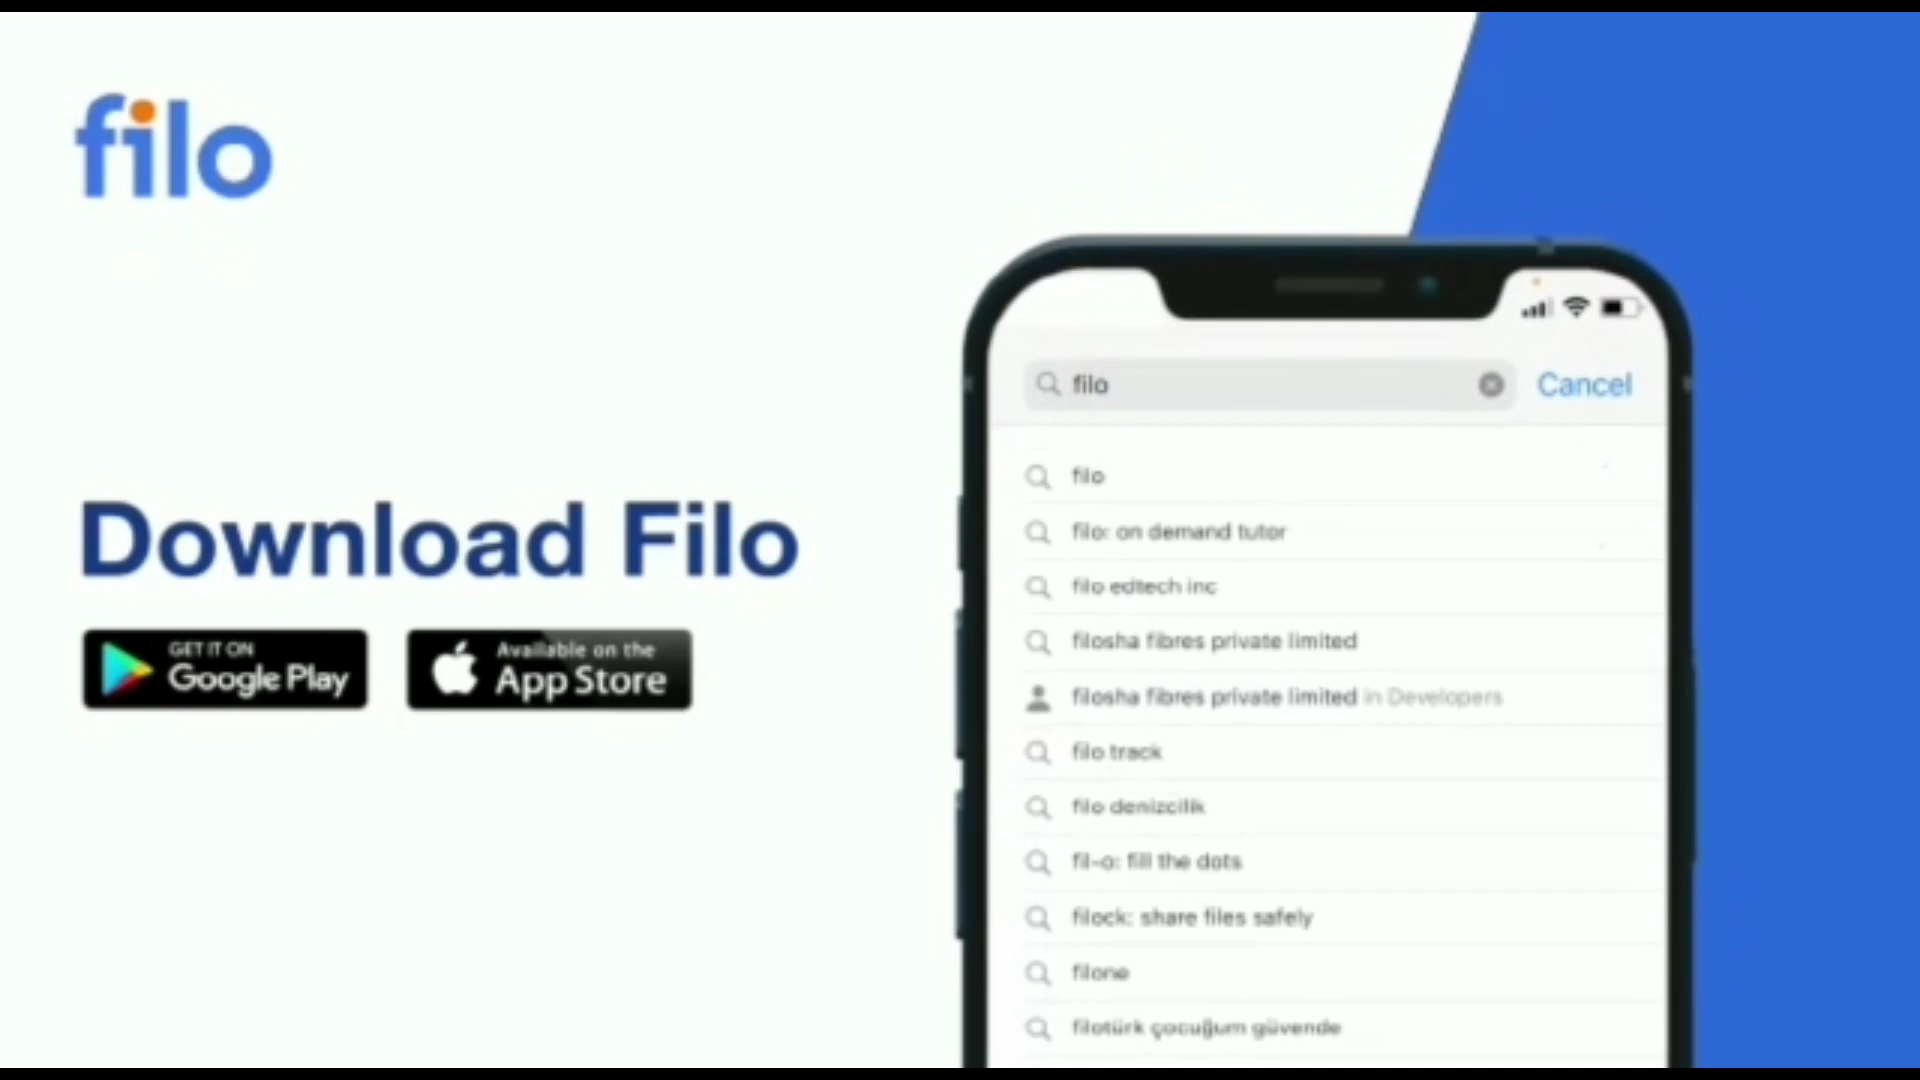 filo
Download Filo
GET IT ON
Google Play
Available on the
App Store
filo
Cancel
filo
filo: on demand tutor
filo edtech inc
filosha fibres private limited
filosha fibres private limited in Developers
filo track
filo denizcilik
fil-o: fill the dots
filock: share files safely
filone
filotürk çocuğum güvende